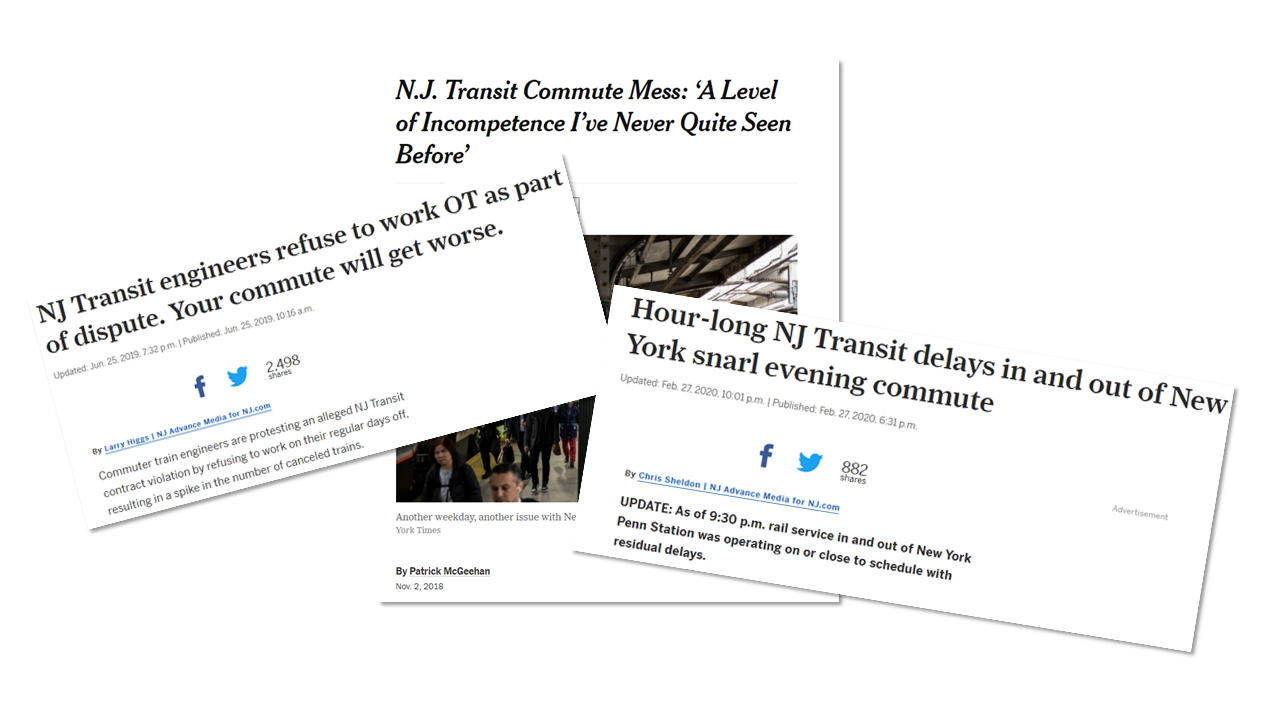 N.J. Transit Commute Mess: ‘A Level
of Incompetence I’ve Never Quite Seen
Before’
Another weekday, another issue with Ne
York Times
By Patrick McGeehan
Nov. 2, 2018
NJ Transit engineers refuse to work OT as part
of dispute. Your commute will get worse.
Updated: Jun. 25, 2019, 7:32 p.m. | Published: Jun. 25, 2019, 10:16 a.m.
2,498
shares
By Larry Higgs | NJ Advance Media for NJ.com
Commuter train engineers are protesting an alleged NJ Transit
contract violation by refusing to work on their regular days off,
resulting in a spike in the number of canceled trains.
Hour-long NJ Transit delays in and out of New
York snarl evening commute
Updated: Feb. 27, 2020, 10:01 p.m. | Published: Feb. 27, 2020, 6:31 p.m.
882
shares
By Chris Sheldon | NJ Advance Media for NJ.com
Advertisement
UPDATE: As of 9:30 p.m. rail service in and out of New York
Penn Station was operating on or close to schedule with
residual delays.